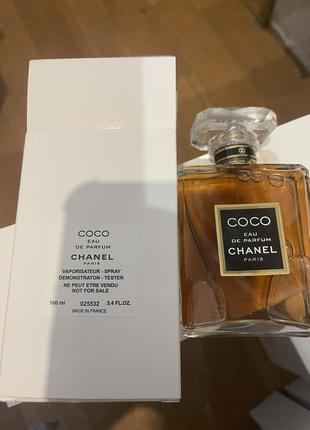 COCO
EAU DE PARFUM
CHANEL
PARIS
VAPORISATEUR - SPRAY
DEMONSTRATON - TESTER
NE PEUT ETRE VENDU
NOT FOR SALE
100 ml 025532 3.4 FL.OZ.
MADE IN FRANCE
COCO
EAU
DE PARFUM
CHANEL
PARIS